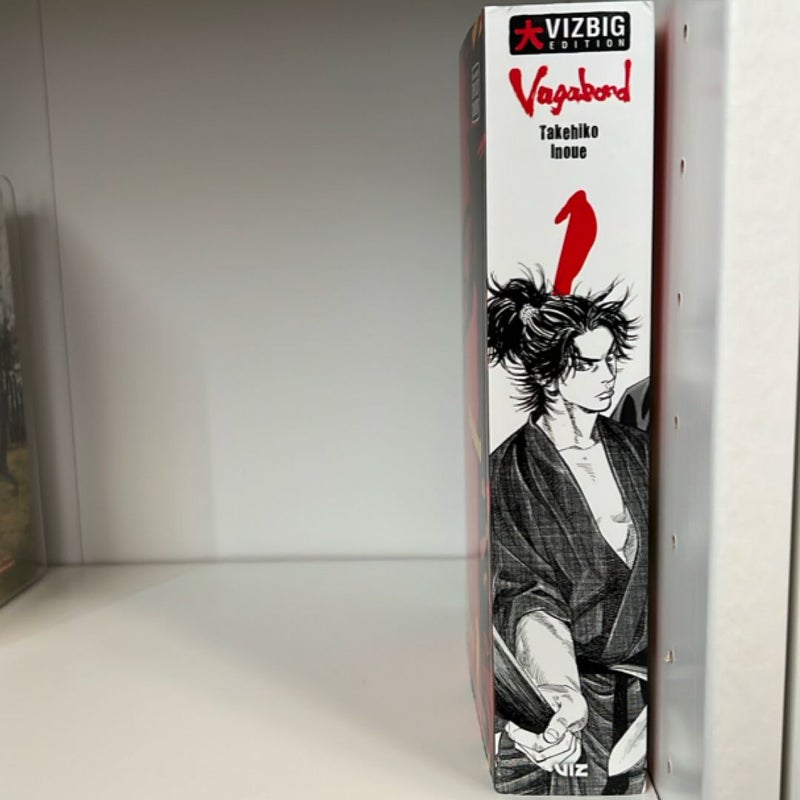 大 VIZBIG
EDITION
Vagabond
Takehiko
Inoue
1
VIZ